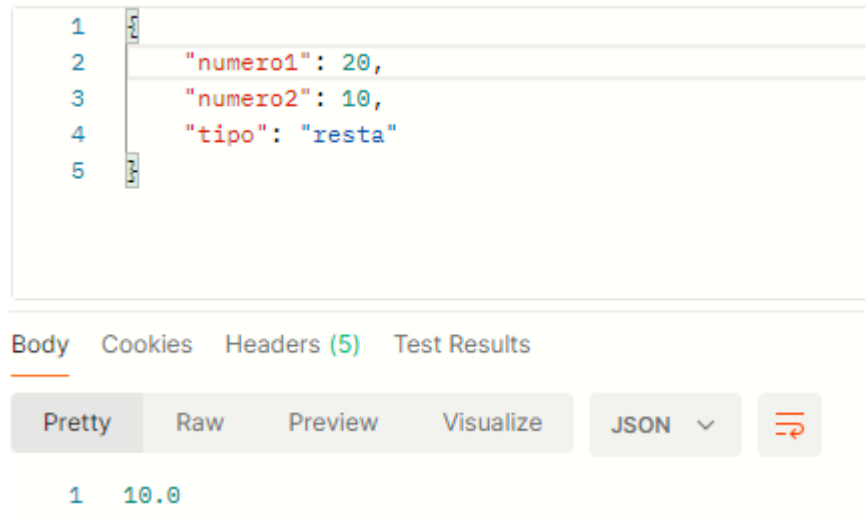 1 {
2 "numero1": 20,
3 "numero2": 10,
4 "tipo": "resta"
5 }
Body Cookies Headers (5) Test Results
Pretty Raw Preview Visualize JSON
1 10.0